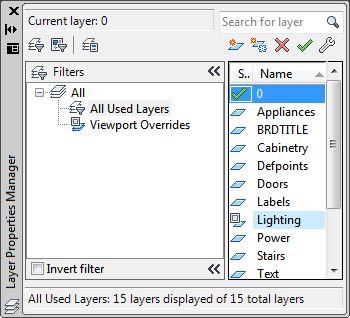 Current layer: 0
Search for layer
Filters
S..
Name
All
All Used Layers
Viewport Overrides
0
Appliances
BRDTITLE
Cabinetry
Defpoints
Doors
Labels
Lighting
Power
Stairs
Text
Invert filter
All Used Layers: 15 layers displayed of 15 total layers
Layer Properties Manager